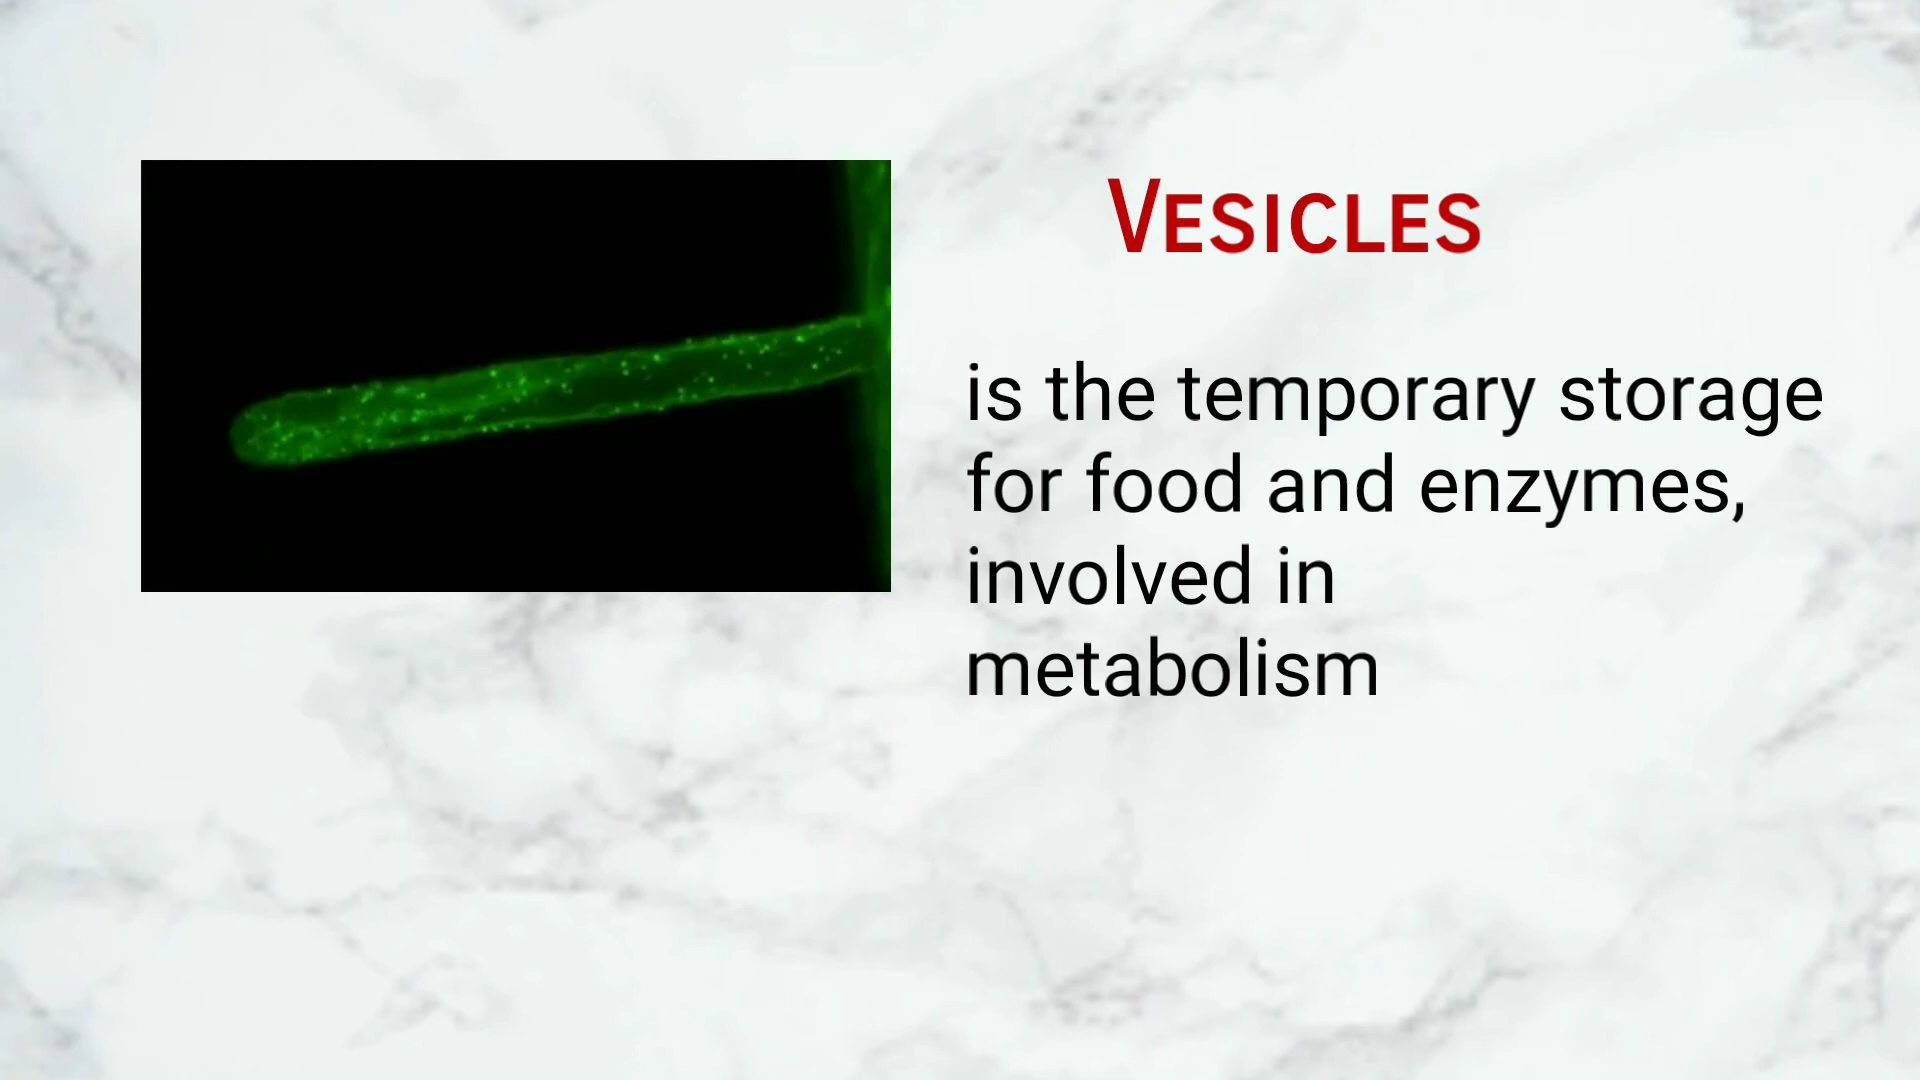 Vesicles
is the temporary storage
for food and enzymes,
involved in
metabolism